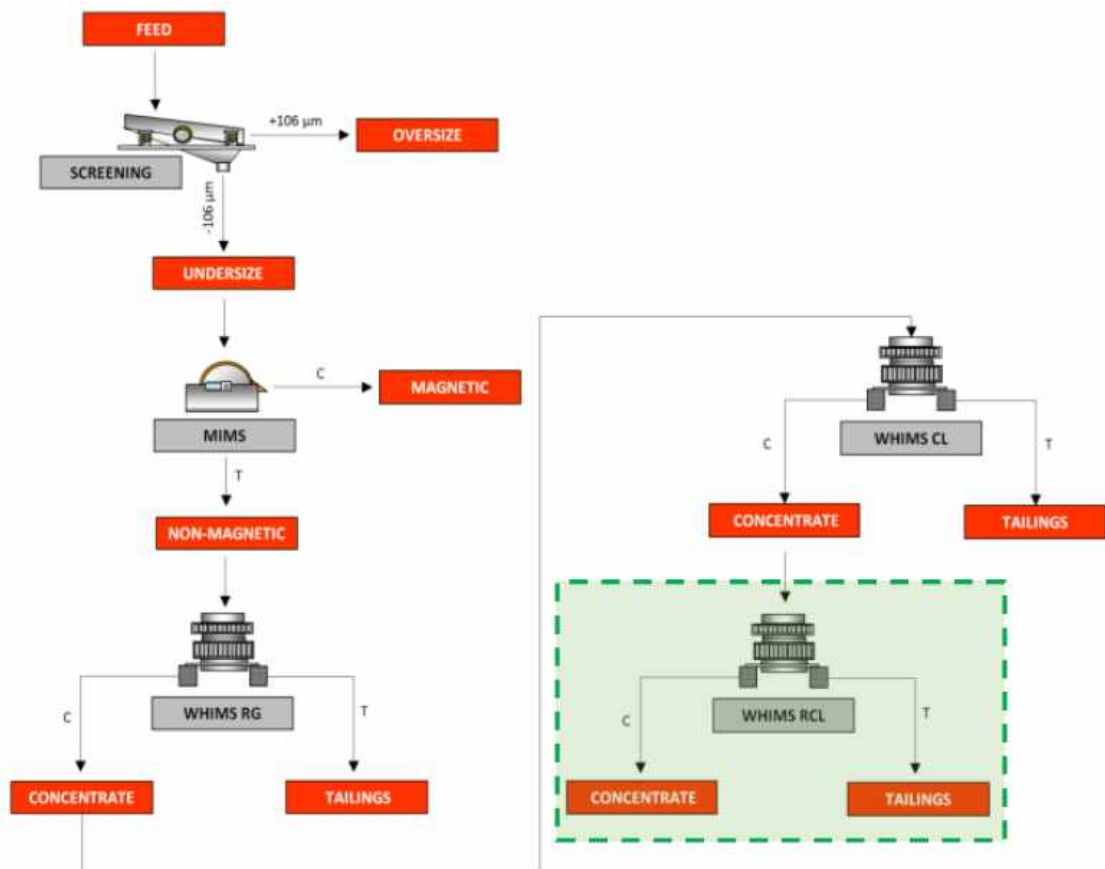 FEED
+106 µm
OVERSIZE
SCREENING
-106 µm
UNDERSIZE
C
MAGNETIC
MIMS
T
NON-MAGNETIC
WHIMS RG
C
T
CONCENTRATE
TAILINGS
WHIMS CL
C
T
CONCENTRATE
TAILINGS
WHIMS RCL
C
T
CONCENTRATE
TAILINGS